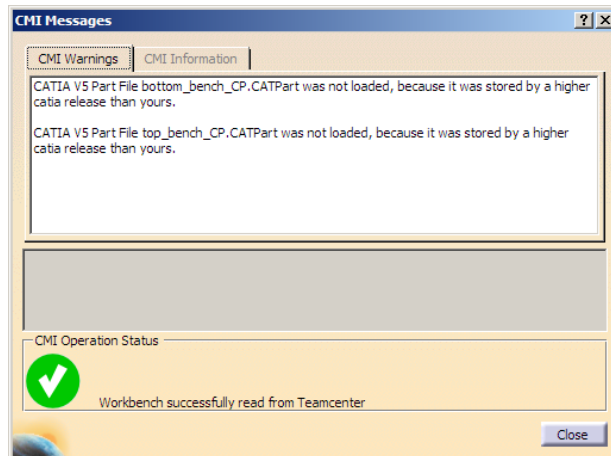 CMI Messages
CMI Warnings
CMI Information
CATIA V5 Part File bottom_bench_CP.CATPart was not loaded, because it was stored by a higher
catia release than yours.
CATIA V5 Part File top_bench_CP.CATPart was not loaded, because it was stored by a higher
catia release than yours.
CMI Operation Status
Workbench successfully read from Teamcenter
Close